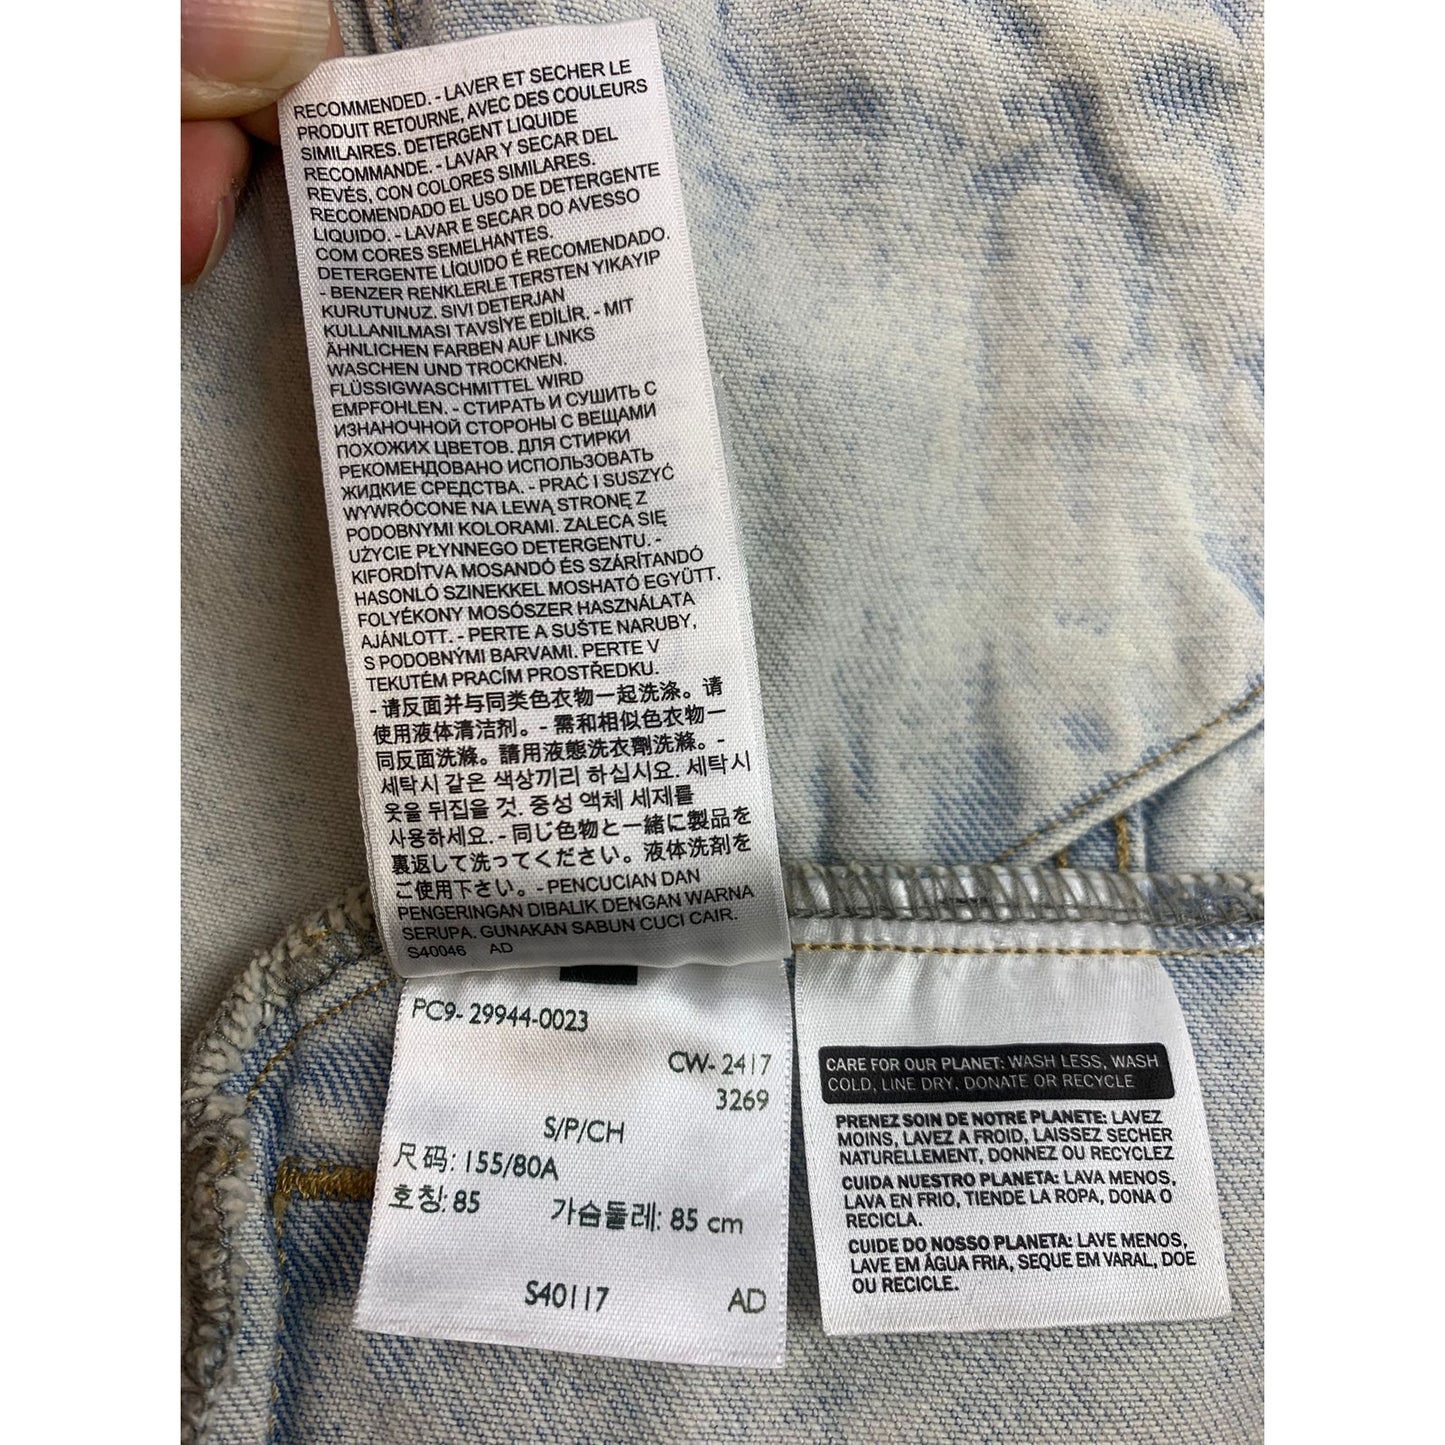 RECOMMENDED. - LAVER ET SECHER LE
PRODUIT RETOURNE, AVEC DES COULEURS
SIMILAIRES. DETERGENT LIQUIDE
RECOMMANDE. - LAVAR Y SECAR DEL
REVÉS, CON COLORES SIMILARES.
RECOMENDADO EL USO DE DETERGENTE
LIQUIDO. - LAVAR E SECAR DO AVESSO
COM CORES SEMELHANTES.
DETERGENTE LÍQUIDO É RECOMENDADO.
- BENZER RENKLERLE TERSTEN YIKAYIP
KURUTUNUZ. SIVI DETERJAN
KULLANILMASI TAVSİYE EDİLİR. - MIT
ÄHNLICHEN FARBEN AUF LINKS
WASCHEN UND TROCKNEN.
FLÜSSIGWASCHMITTEL WIRD
EMPFOHLEN. - СТИРАТЬ И СУШИТЬ С
ИЗНАНОЧНОЙ СТОРОНЫ С ВЕЩАМИ
ПОХОЖИХ ЦВЕТОВ. ДЛЯ СТИРКИ
РЕКОМЕНДОВАНО ИСПОЛЬЗОВАТЬ
ЖИДКИЕ СРЕДСТВА. - PRAĆ I SUSZYĆ
WYWRÓCONE NA LEWĄ STRONĘ Z
PODOBNYMI KOLORAMI. ZALECA SIĘ
UŻYCIE PŁYNNEGO DETERGENTU. -
KIFORDÍTVA MOSANDÓ ÉS SZÁRÍTANDÓ
HASONLÓ SZINEKKEL MOSHATÓ EGYÜTT.
FOLYÉKONY MOSÓSZER HASZNÁLATA
AJÁNLOTT. - PERTE A SUŠTE NARUBY,
S PODOBNÝMI BARVAMI. PERTE V
TEKUTÉM PRACÍM PROSTŘEDKU.
- 请反面并与同类色衣物一起洗涤。请
使用液体清洁剂。- 需和相似色衣物一
同反面洗滌。請用液態洗衣劑洗滌。-
세탁시 같은 색상끼리 하십시요. 세탁시
옷을 뒤집을 것. 중성 액체 세제를
사용하세요. - 同じ色物と一緒に製品を
裏返して洗ってください。液体洗剤を
ご使用下さい。- PENCUCIAN DAN
PENGERINGAN DIBALIK DENGAN WARNA
SERUPA. GUNAKAN SABUN CUCI CAIR.
S40046 AD
PC9- 29944-0023
CW- 2417
3269
S/P/CH
尺码: 155/80A
호칭: 85 가슴둘레: 85 cm
S40117 AD
CARE FOR OUR PLANET: WASH LESS, WASH
COLD, LINE DRY, DONATE OR RECYCLE
PRENEZ SOIN DE NOTRE PLANETE: LAVEZ
MOINS, LAVEZ A FROID, LAISSEZ SECHER
NATURELLEMENT, DONNEZ OU RECYCLEZ
CUIDA NUESTRO PLANETA: LAVA MENOS,
LAVA EN FRIO, TIENDE LA ROPA, DONA O
RECICLA.
CUIDE DO NOSSO PLANETA: LAVE MENOS,
LAVE EM ÁGUA FRIA, SEQUE EM VARAL, DOE
OU RECICLE.